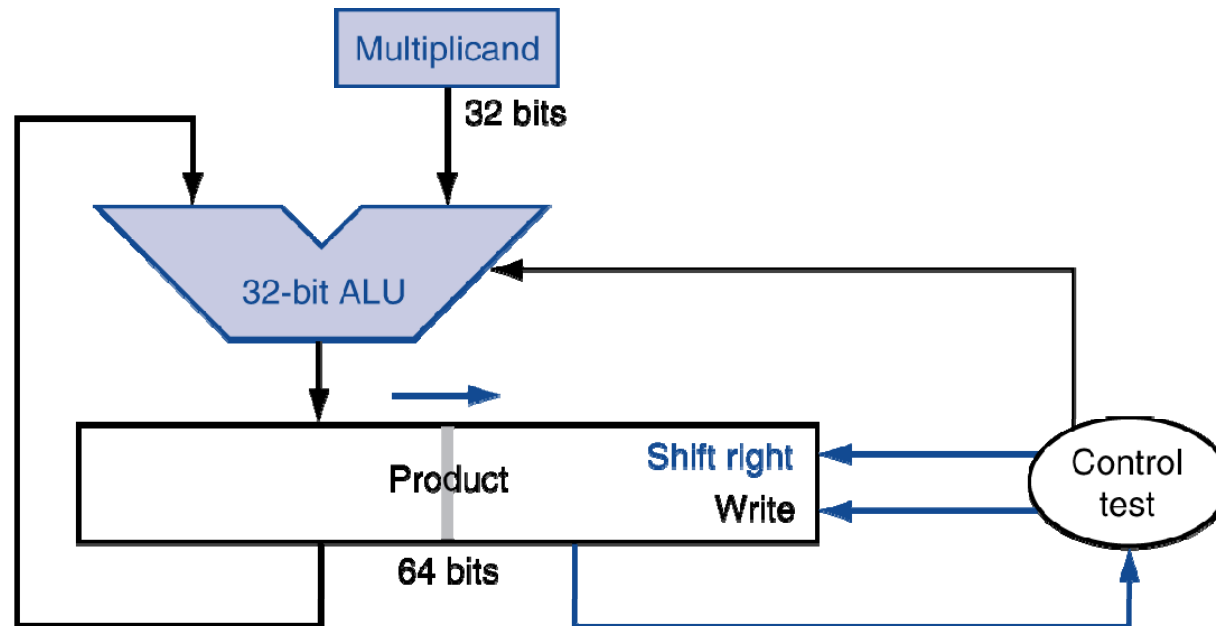 Multiplicand
32 bits
32-bit ALU
Shift right
Product
Write
Control
test
64 bits